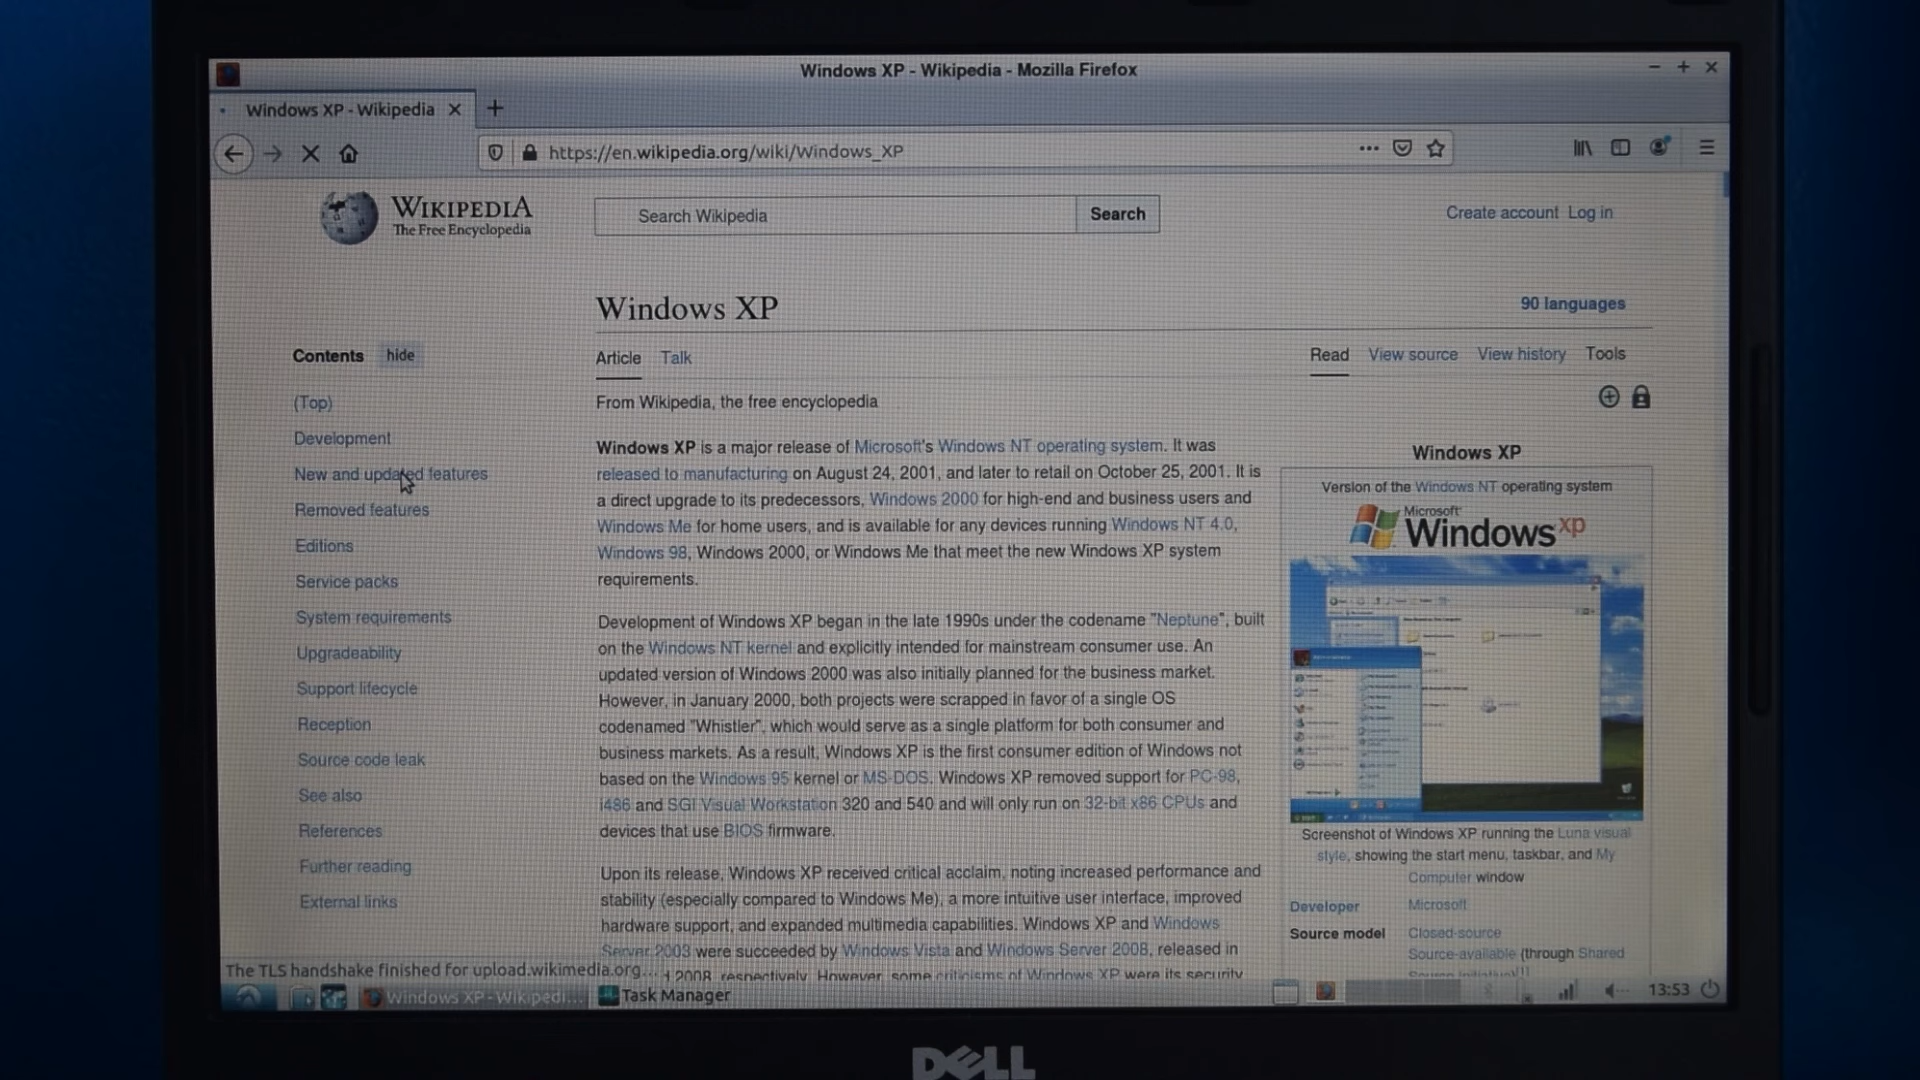 Windows XP - Wikipedia - Mozilla Firefox
Windows XP - Wikipedia
https://en.wikipedia.org/wiki/Windows_XP
WIKIPEDIA
The Free Encyclopedia
Search Wikipedia
Search
Create account Log in
Windows XP
90 languages
Contents hide
Article Talk
Read View source View history Tools
From Wikipedia, the free encyclopedia
(Top)
Development
New and updated features
Removed features
Editions
Service packs
System requirements
Upgradeability
Support lifecycle
Reception
Source code leak
See also
References
Further reading
External links
Windows XP is a major release of Microsoft's Windows NT operating system. It was
released to manufacturing on August 24, 2001, and later to retail on October 25, 2001. It is
a direct upgrade to its predecessors, Windows 2000 for high-end and business users and
Windows Me for home users, and is available for any devices running Windows NT 4.0,
Windows 98, Windows 2000, or Windows Me that meet the new Windows XP system
requirements.
Development of Windows XP began in the late 1990s under the codename "Neptune", built
on the Windows NT kernel and explicitly intended for mainstream consumer use. An
updated version of Windows 2000 was also initially planned for the business market.
However, in January 2000, both projects were scrapped in favor of a single OS
codenamed "Whistler", which would serve as a single platform for both consumer and
business markets. As a result, Windows XP is the first consumer edition of Windows not
based on the Windows 95 kernel or MS-DOS. Windows XP removed support for PC-98,
i486 and SGI Visual Workstation 320 and 540 and will only run on 32-bit x86 CPUs and
devices that use BIOS firmware.
Upon its release, Windows XP received critical acclaim, noting increased performance and
stability (especially compared to Windows Me), a more intuitive user interface, improved
hardware support, and expanded multimedia capabilities. Windows XP and Windows
Server 2003 were succeeded by Windows Vista and Windows Server 2008, released in
2008, respectively. However, some criticisms of Windows XP were its security
Windows XP
Version of the Windows NT operating system
Microsoft
Windows xp
Screenshot of Windows XP running the Luna visual
style, showing the start menu, taskbar, and My
Computer window
Developer Microsoft
Source model Closed-source
Source-available (through Shared
Source Initiative)[1]
The TLS handshake finished for upload.wikimedia.org...
Windows XP - Wikipedi...
Task Manager
13:53
DELL